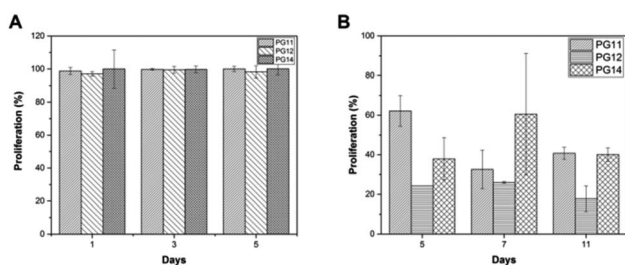 A
Proliferation (%)
120
100
80
60
40
20
0
PG11
PG12
PG14
1 3 5
Days
B
Proliferation (%)
100
80
60
40
20
0
PG11
PG12
PG14
5 7 11
Days